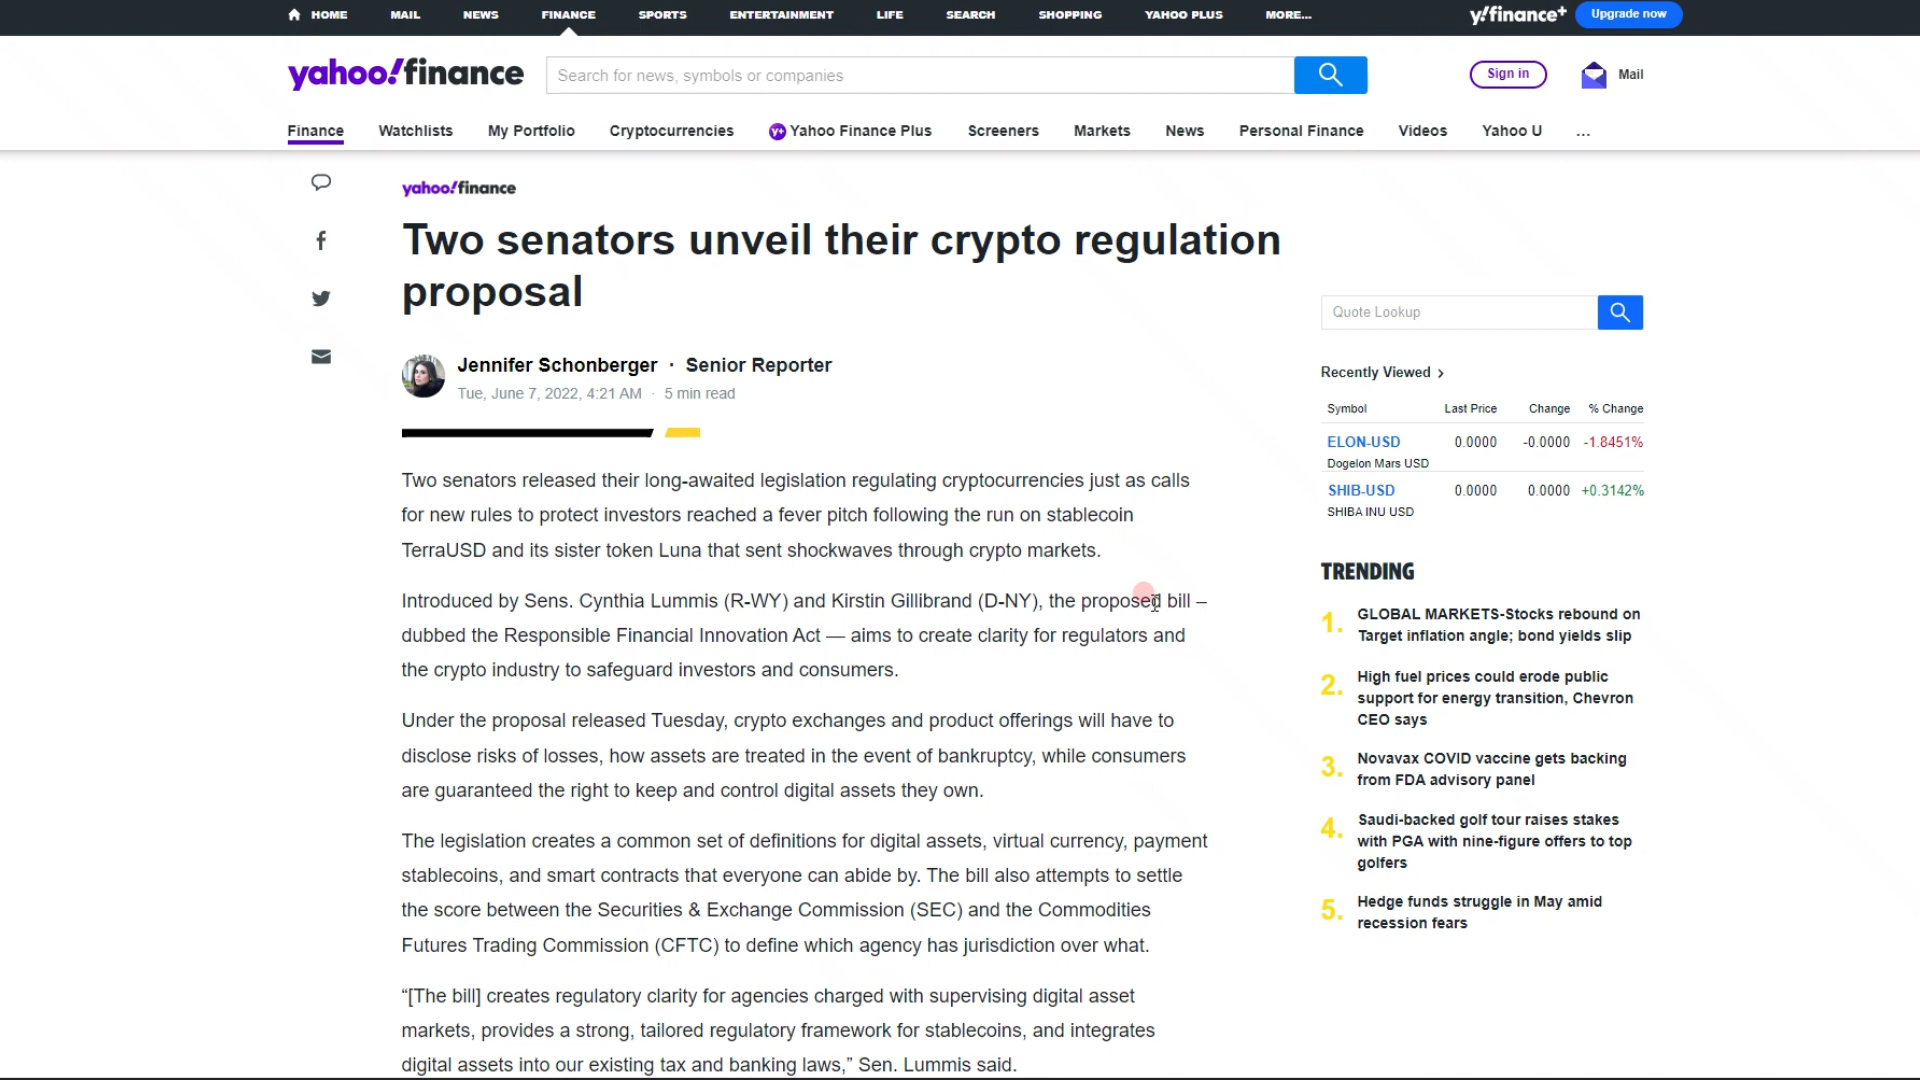 HOME MAIL NEWS FINANCE SPORTS ENTERTAINMENT LIFE SEARCH SHOPPING YAHOO PLUS MORE... y!finance+ Upgrade now
yahoo!finance Search for news, symbols or companies Sign in Mail
Finance Watchlists My Portfolio Cryptocurrencies y+ Yahoo Finance Plus Screeners Markets News Personal Finance Videos Yahoo U ...
yahoo!finance
Two senators unveil their crypto regulation
proposal
Jennifer Schonberger · Senior Reporter
Tue, June 7, 2022, 4:21 AM · 5 min read
Two senators released their long-awaited legislation regulating cryptocurrencies just as calls
for new rules to protect investors reached a fever pitch following the run on stablecoin
TerraUSD and its sister token Luna that sent shockwaves through crypto markets.
Introduced by Sens. Cynthia Lummis (R-WY) and Kirstin Gillibrand (D-NY), the proposed bill –
dubbed the Responsible Financial Innovation Act — aims to create clarity for regulators and
the crypto industry to safeguard investors and consumers.
Under the proposal released Tuesday, crypto exchanges and product offerings will have to
disclose risks of losses, how assets are treated in the event of bankruptcy, while consumers
are guaranteed the right to keep and control digital assets they own.
The legislation creates a common set of definitions for digital assets, virtual currency, payment
stablecoins, and smart contracts that everyone can abide by. The bill also attempts to settle
the score between the Securities & Exchange Commission (SEC) and the Commodities
Futures Trading Commission (CFTC) to define which agency has jurisdiction over what.
“[The bill] creates regulatory clarity for agencies charged with supervising digital asset
markets, provides a strong, tailored regulatory framework for stablecoins, and integrates
digital assets into our existing tax and banking laws,” Sen. Lummis said.
Quote Lookup
Recently Viewed >
Symbol Last Price Change % Change
ELON-USD 0.0000 -0.0000 -1.8451%
Dogelon Mars USD
SHIB-USD 0.0000 0.0000 +0.3142%
SHIBA INU USD
TRENDING
1. GLOBAL MARKETS-Stocks rebound on
Target inflation angle; bond yields slip
2. High fuel prices could erode public
support for energy transition, Chevron
CEO says
3. Novavax COVID vaccine gets backing
from FDA advisory panel
4. Saudi-backed golf tour raises stakes
with PGA with nine-figure offers to top
golfers
5. Hedge funds struggle in May amid
recession fears